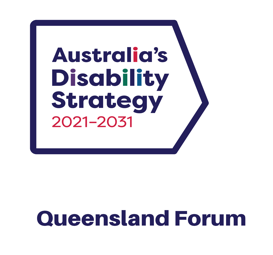 Australia's
Disability
Strategy
2021–2031
Queensland Forum